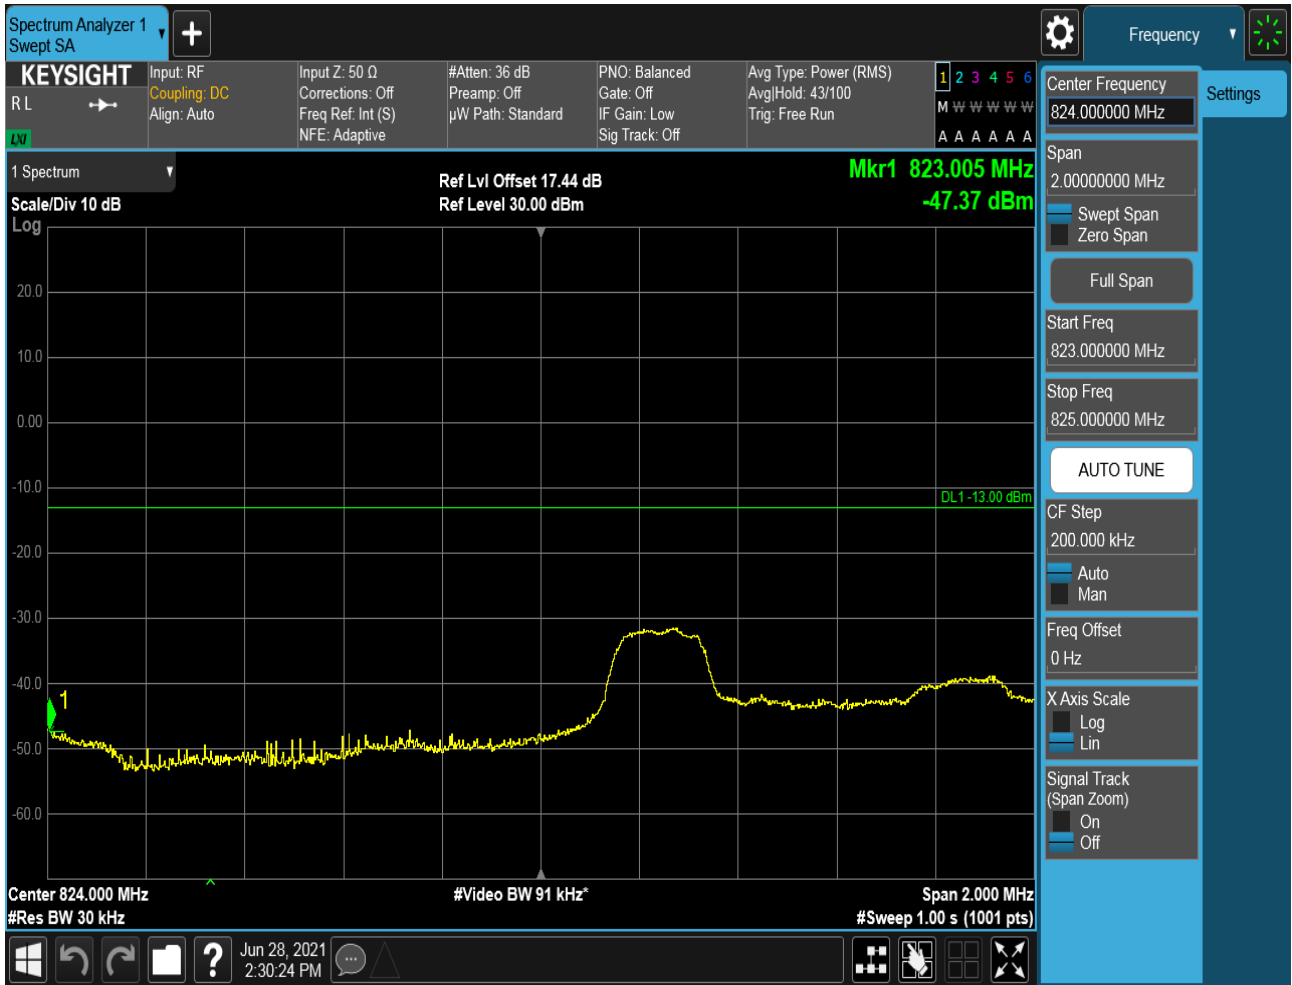 Spectrum Analyzer 1
Swept SA
+
Frequency
KEYSIGHT
R L
LXI
Input: RF
Coupling: DC
Align: Auto
Input Z: 50 Ω
Corrections: Off
Freq Ref: Int (S)
NFE: Adaptive
#Atten: 36 dB
Preamp: Off
µW Path: Standard
PNO: Balanced
Gate: Off
IF Gain: Low
Sig Track: Off
Avg Type: Power (RMS)
Avg|Hold: 43/100
Trig: Free Run
1 2 3 4 5 6
M W W W W W
A A A A A A
1 Spectrum
Scale/Div 10 dB
Log
Ref Lvl Offset 17.44 dB
Ref Level 30.00 dBm
Mkr1 823.005 MHz
-47.37 dBm
20.0
10.0
0.00
-10.0
DL1 -13.00 dBm
-20.0
-30.0
-40.0
1
-50.0
-60.0
Center 824.000 MHz
#Res BW 30 kHz
#Video BW 91 kHz*
Span 2.000 MHz
#Sweep 1.00 s (1001 pts)
?
Jun 28, 2021
2:30:24 PM
Center Frequency
824.000000 MHz
Settings
Span
2.00000000 MHz
Swept Span
Zero Span
Full Span
Start Freq
823.000000 MHz
Stop Freq
825.000000 MHz
AUTO TUNE
CF Step
200.000 kHz
Auto
Man
Freq Offset
0 Hz
X Axis Scale
Log
Lin
Signal Track
(Span Zoom)
On
Off